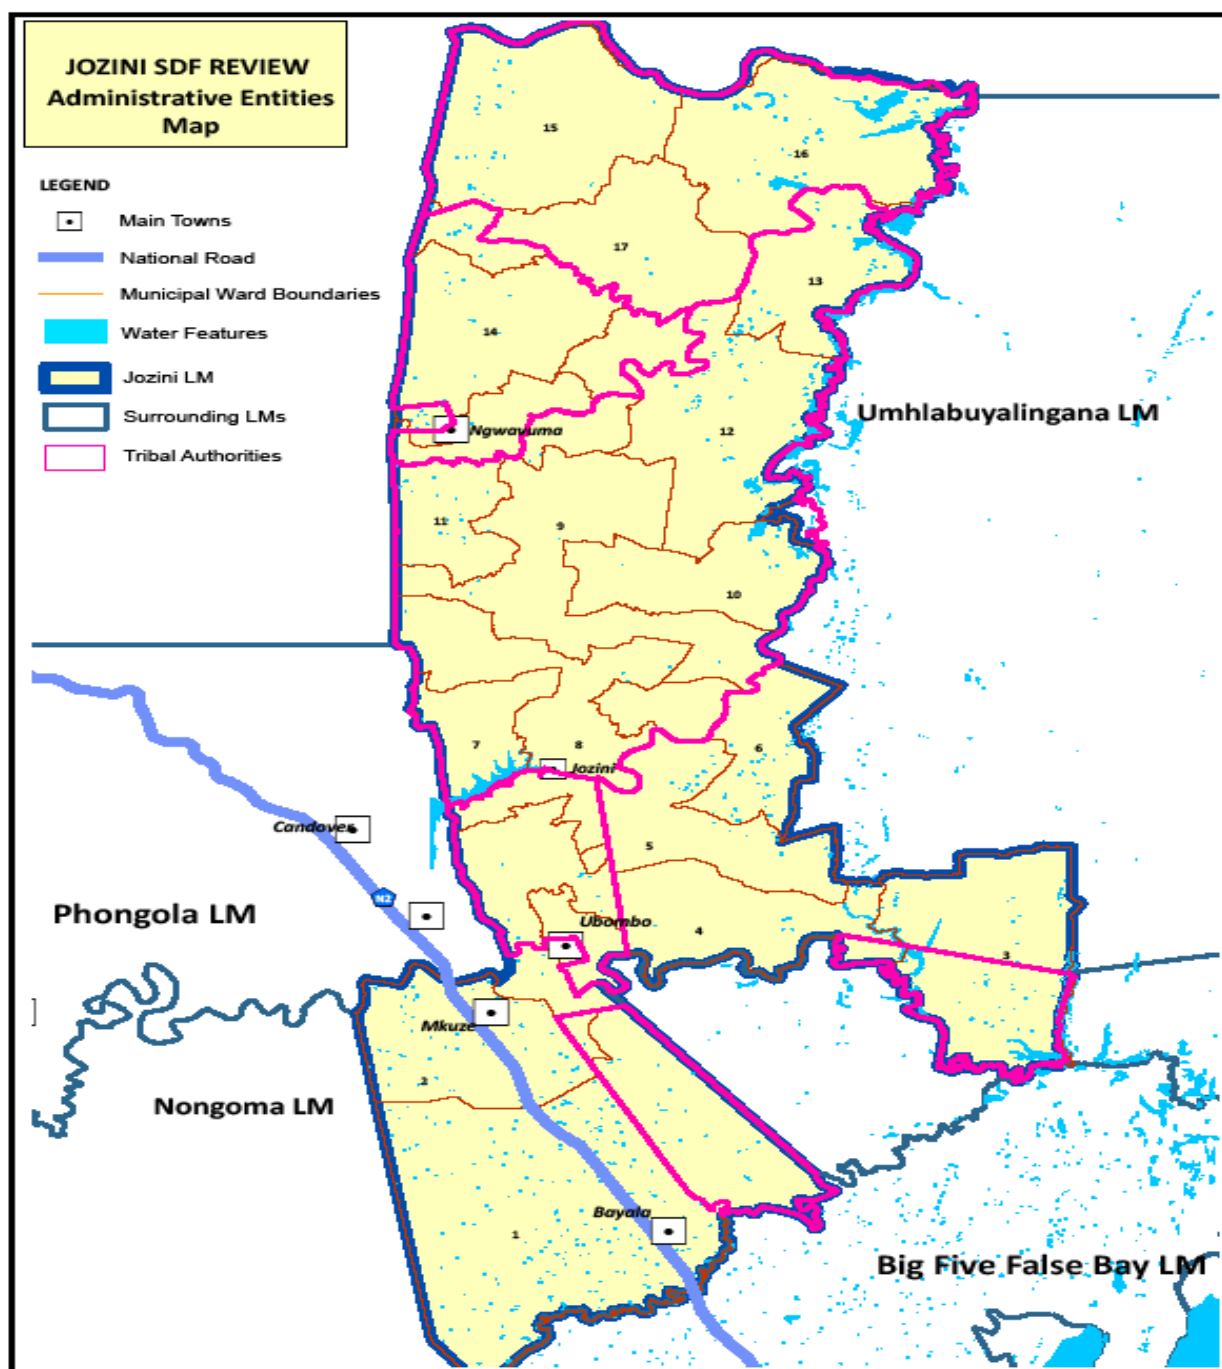 JOZINI SDF REVIEW
Administrative Entities
Map
LEGEND
Main Towns
National Road
Municipal Ward Boundaries
Water Features
Jozini LM
Surrounding LMs
Tribal Authorities
15
16
17
13
14
Umhlabuyalingana LM
Ngwavuma
12
11
9
10
7
8
6
Jozini
Candover
5
N2
Phongola LM
Ubombo
4
3
Mkuze
2
Nongoma LM
Bayala
1
Big Five False Bay LM